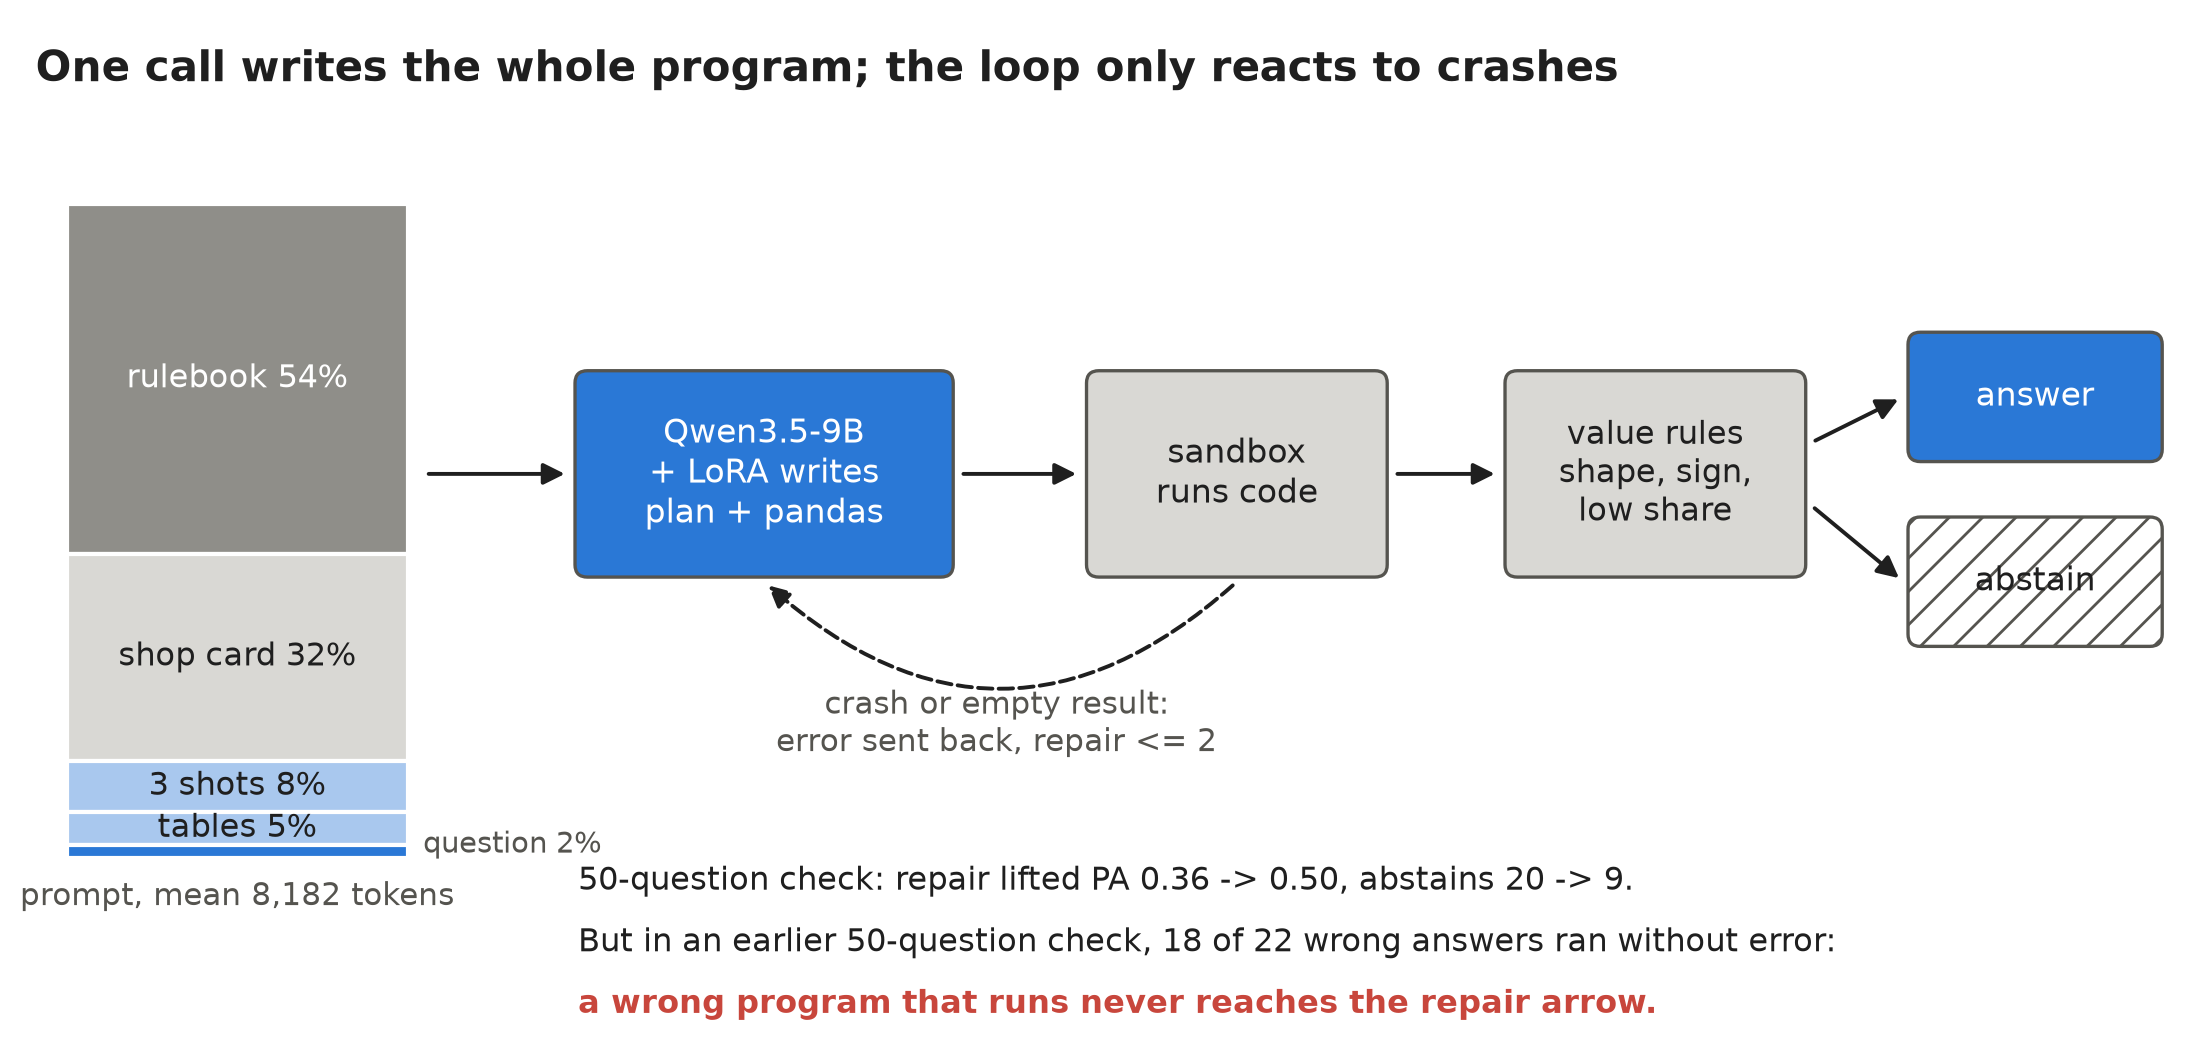 One call writes the whole program; the loop only reacts to crashes
rulebook 54%
shop card 32%
3 shots 8%
tables 5%
question 2%
prompt, mean 8,182 tokens
Qwen3.5-9B
+ LoRA writes
plan + pandas
sandbox
runs code
value rules
shape, sign,
low share
answer
abstain
crash or empty result:
error sent back, repair <= 2
50-question check: repair lifted PA 0.36 -> 0.50, abstains 20 -> 9.
But in an earlier 50-question check, 18 of 22 wrong answers ran without error:
a wrong program that runs never reaches the repair arrow.